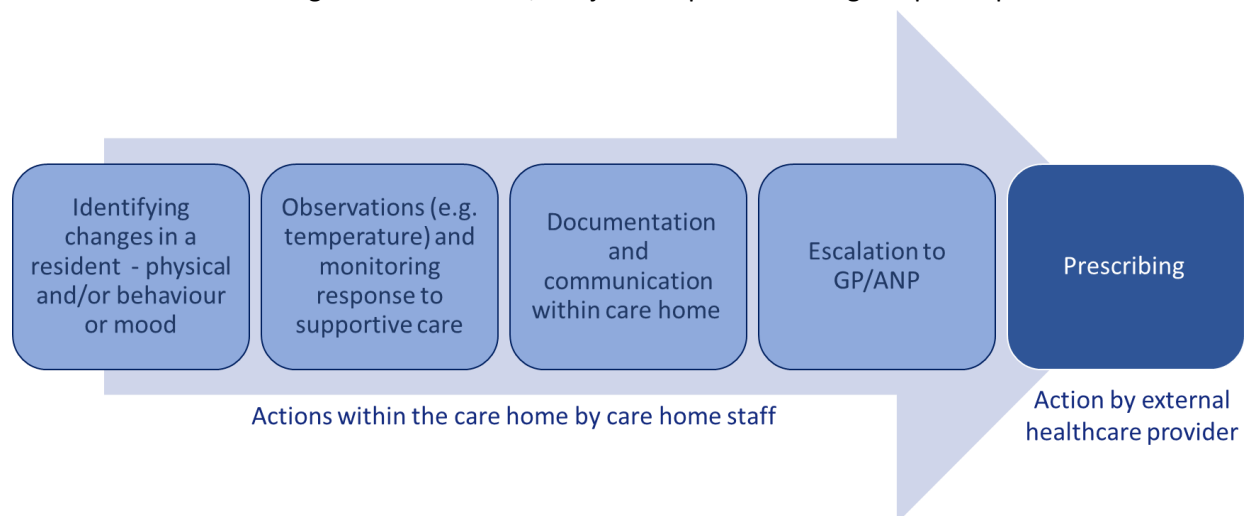 Identifying
changes in a
resident - physical
and/or behaviour
or mood
Observations (e.g.
temperature) and
monitoring
response to
supportive care
Documentation
and
communication
within care home
Escalation to
GP/ANP
Prescribing
Actions within the care home by care home staff
Action by external
healthcare provider